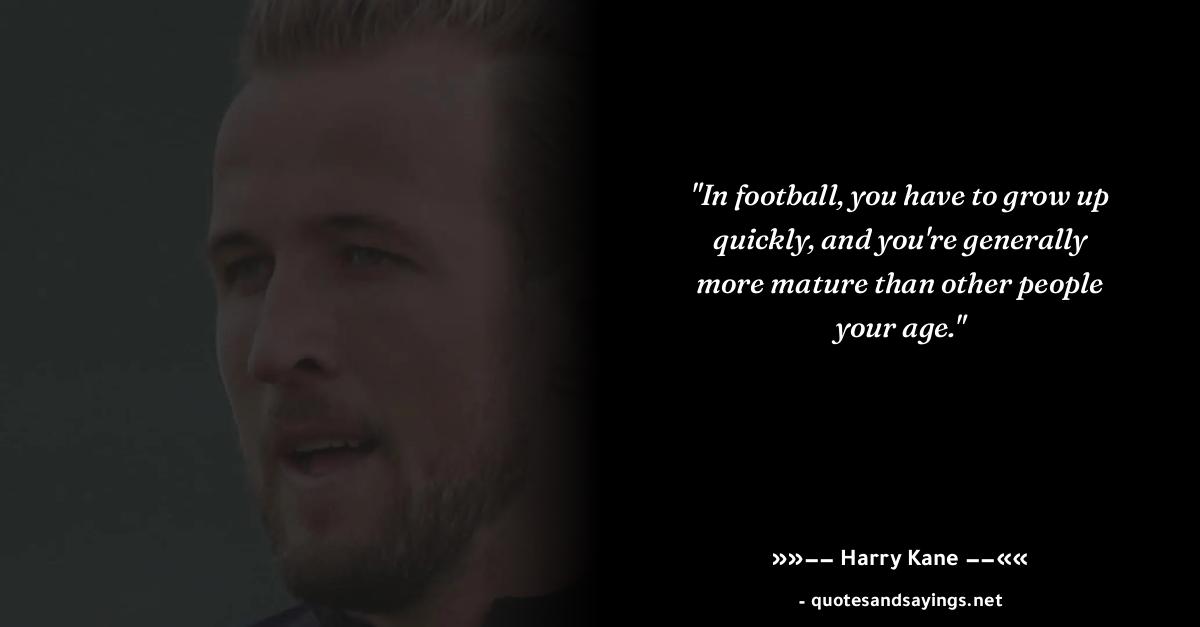 "In football, you have to grow up
quickly, and you're generally
more mature than other people
your age."
»»−− Harry Kane −−««
- quotesandsayings.net